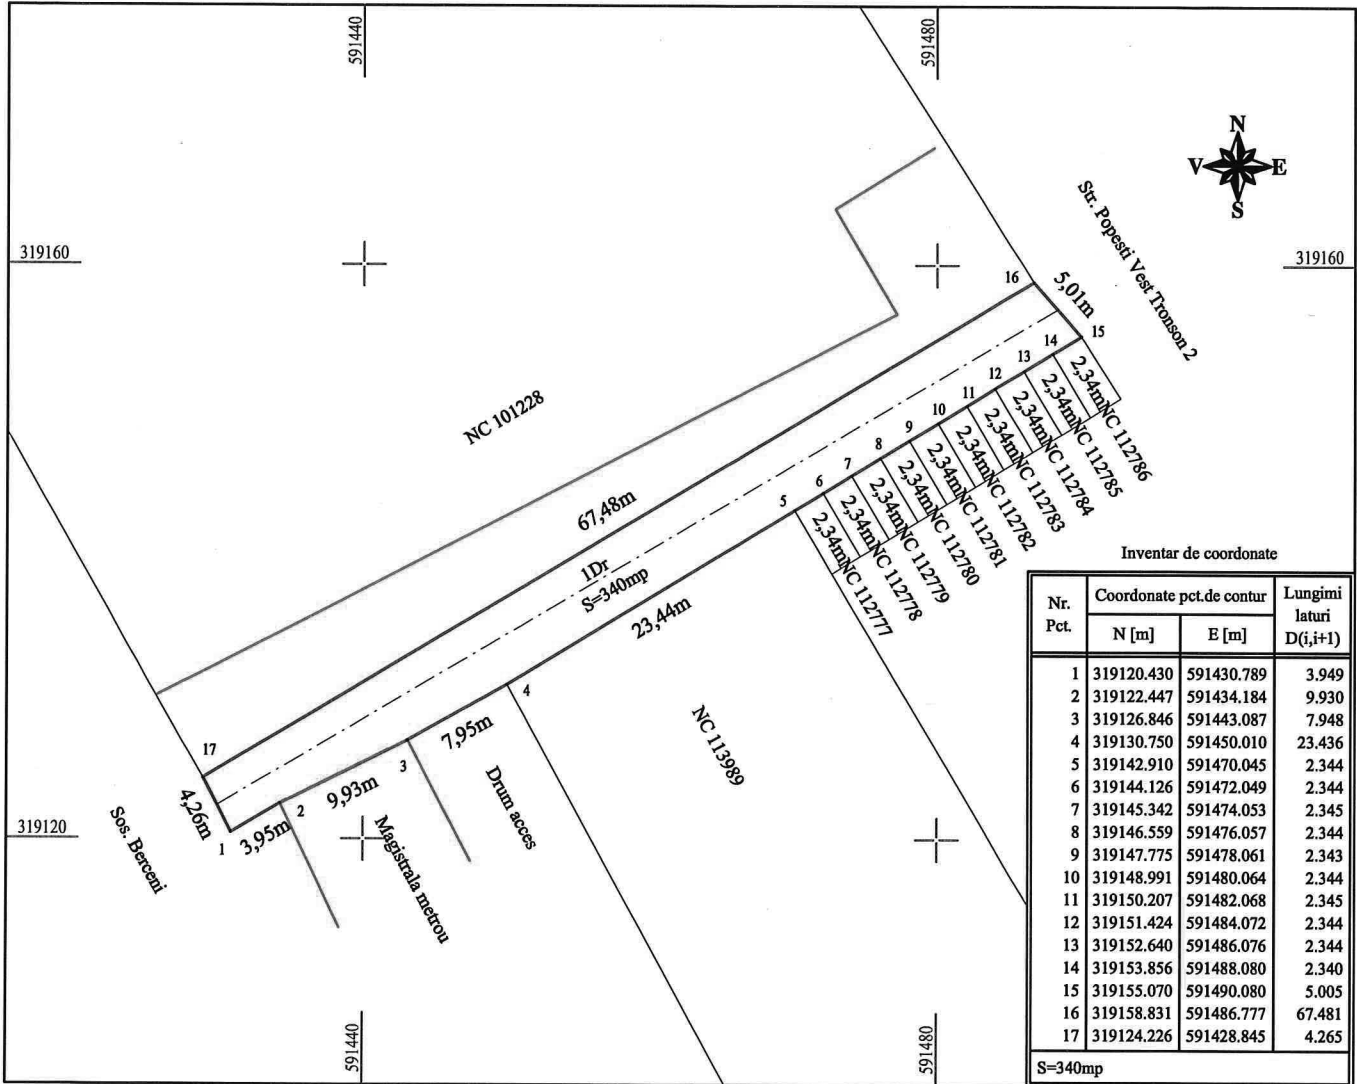 591440
591480
N
V E
S
Str. Popesti Vest Tronson 2
319160
319160
16
5,01m
15
14
13
12
11
10
9
8
7
6
5
2,34m NC 112786
2,34m NC 112785
2,34m NC 112784
2,34m NC 112783
2,34m NC 112782
2,34m NC 112781
2,34m NC 112780
2,34m NC 112779
2,34m NC 112778
2,34m NC 112777
NC 101228
67,48m
1Dr
S=340mp
23,44m
4
7,95m
NC 113989
17
3
9,93m
Drum acces
4,26m
2
3,95m
1
Magistrala metrou
319120
Sos. Berceni
591440
591480
Inventar de coordonate
Nr. Pct. Coordonate pct.de contur Lungimi laturi D(i,i+1)
N [m] E [m]
1 319120.430 591430.789 3.949
2 319122.447 591434.184 9.930
3 319126.846 591443.087 7.948
4 319130.750 591450.010 23.436
5 319142.910 591470.045 2.344
6 319144.126 591472.049 2.344
7 319145.342 591474.053 2.345
8 319146.559 591476.057 2.344
9 319147.775 591478.061 2.343
10 319148.991 591480.064 2.344
11 319150.207 591482.068 2.345
12 319151.424 591484.072 2.344
13 319152.640 591486.076 2.344
14 319153.856 591488.080 2.340
15 319155.070 591490.080 5.005
16 319158.831 591486.777 67.481
17 319124.226 591428.845 4.265
S=340mp